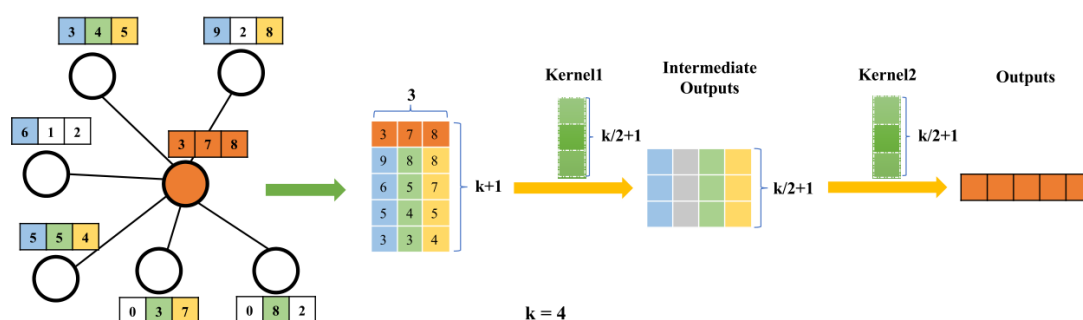 3 4 5
9 2 8
6 1 2
3 7 8
5 5 4
0 3 7
0 8 2
3
3 7 8
9 8 8
6 5 7
5 4 5
3 3 4
k+1
Kernel1
k/2+1
Intermediate
Outputs
k/2+1
Kernel2
k/2+1
Outputs
k = 4